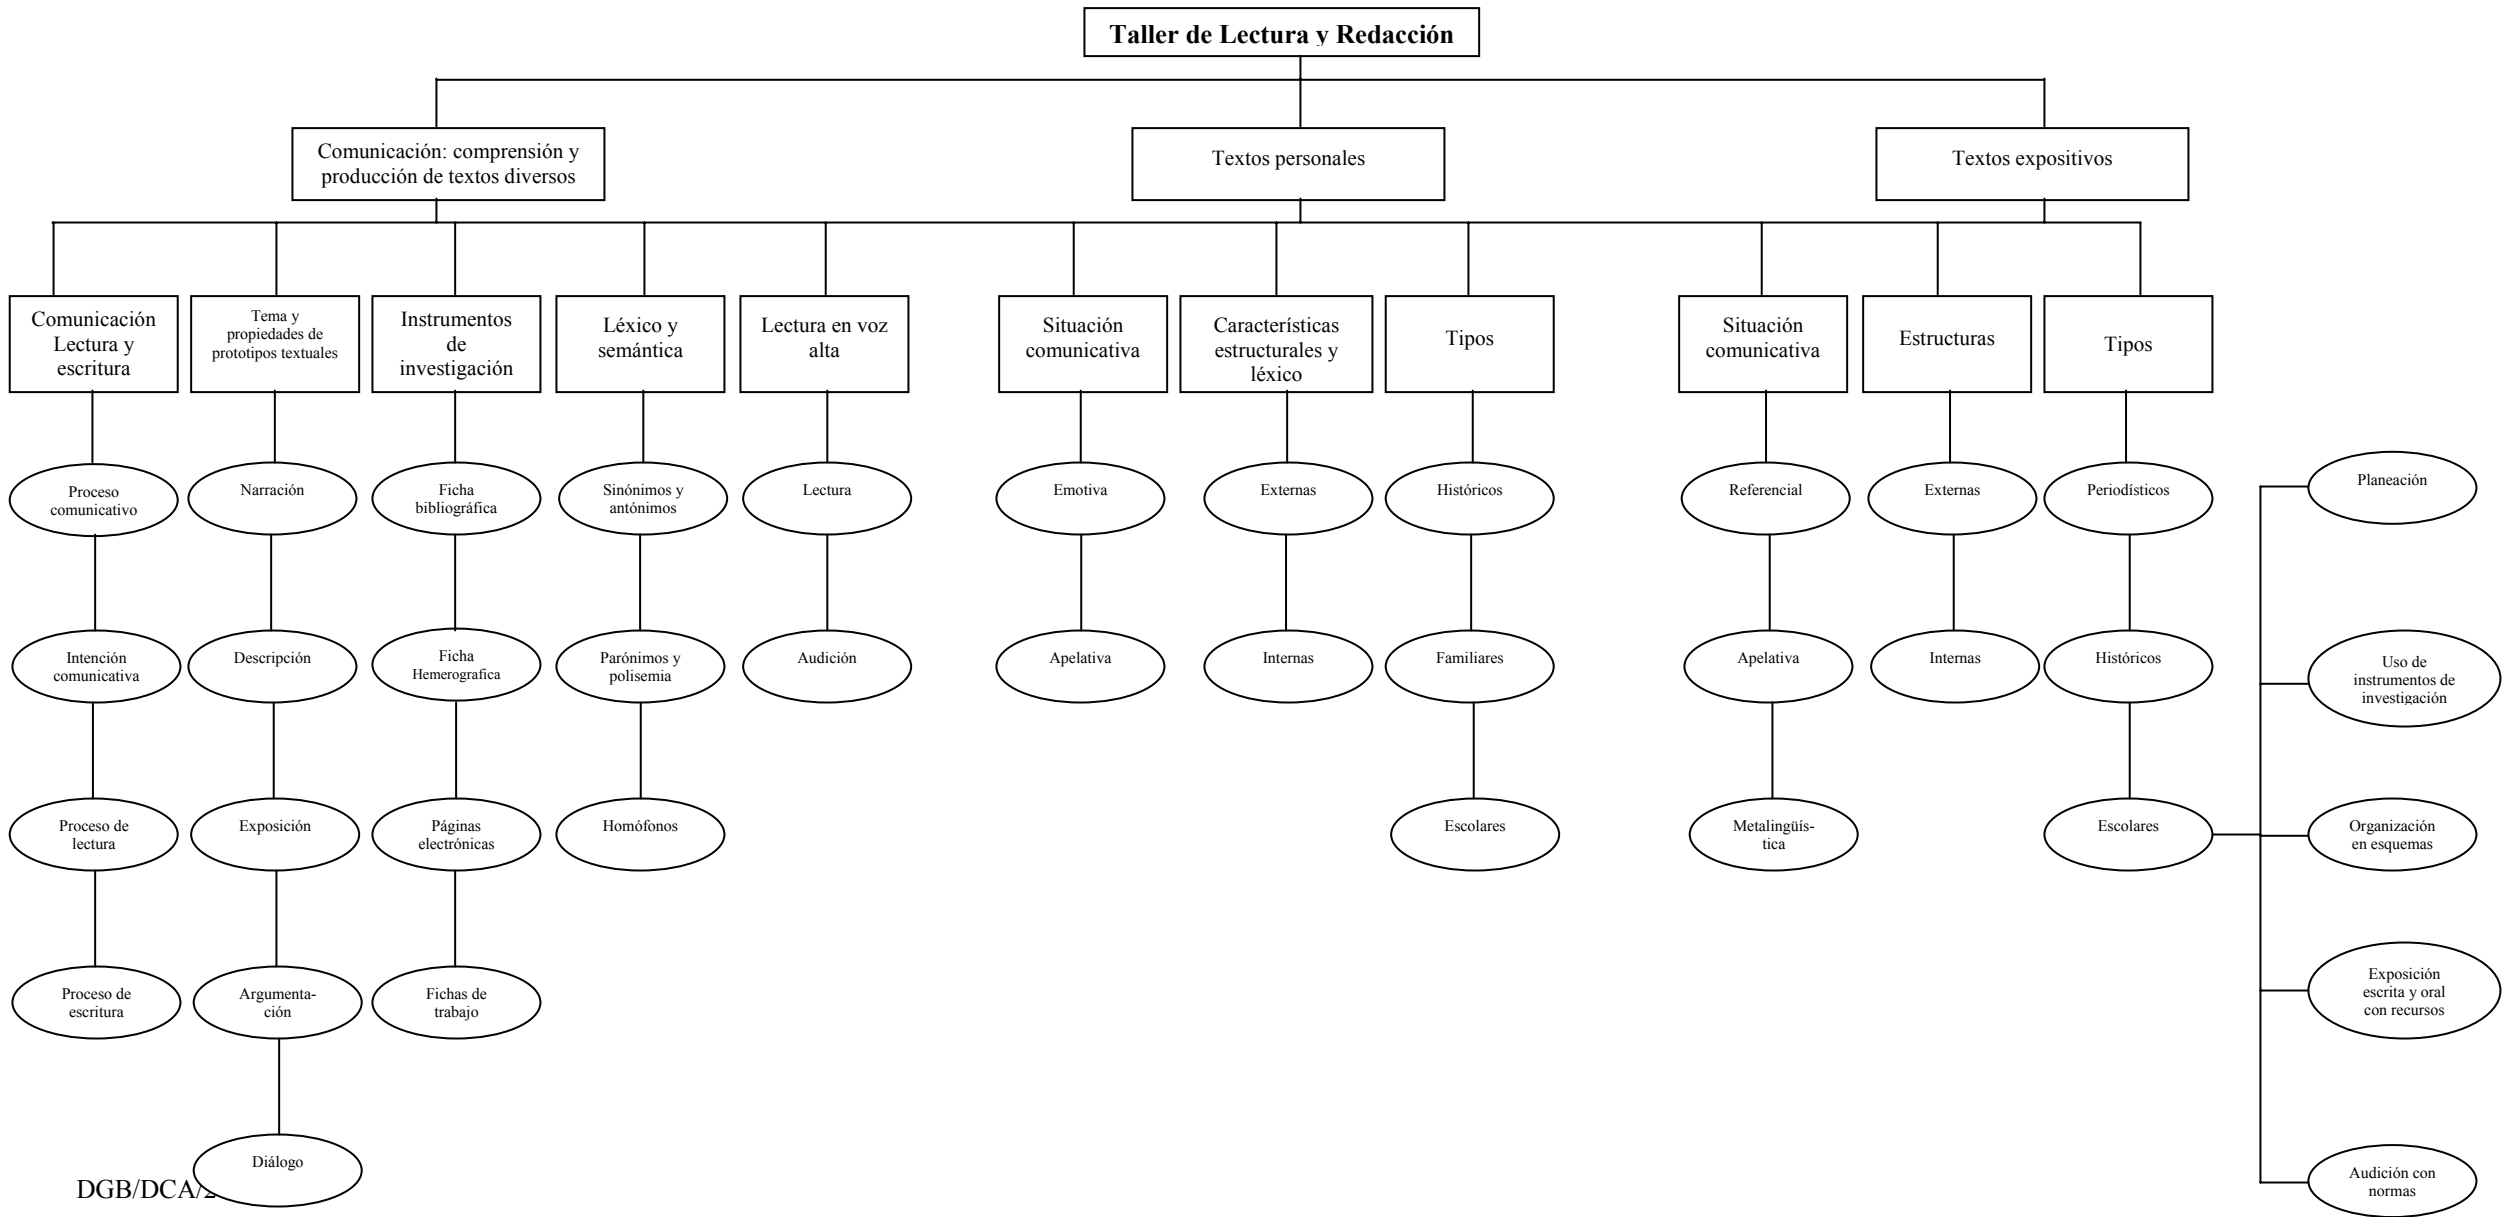 Taller de Lectura y Redacción
Comunicación: comprensión y
producción de textos diversos
Textos personales
Textos expositivos
Comunicación
Lectura y
escritura
Tema y
propiedades de
prototipos textuales
Instrumentos
de
investigación
Léxico y
semántica
Lectura en voz
alta
Situación
comunicativa
Características
estructurales y
léxico
Tipos
Situación
comunicativa
Estructuras
Tipos
Proceso
comunicativo
Narración
Ficha
bibliográfica
Sinónimos y
antónimos
Lectura
Emotiva
Externas
Históricos
Referencial
Externas
Periodísticos
Planeación
Intención
comunicativa
Descripción
Ficha
Hemerografica
Parónimos y
polisemia
Audición
Apelativa
Internas
Familiares
Apelativa
Internas
Históricos
Uso de
instrumentos de
investigación
Proceso de
lectura
Exposición
Páginas
electrónicas
Homófonos
Escolares
Metalingüís-
tica
Escolares
Organización
en esquemas
Proceso de
escritura
Argumenta-
ción
Fichas de
trabajo
Exposición
escrita y oral
con recursos
Diálogo
Audición con
normas
DGB/DCA/